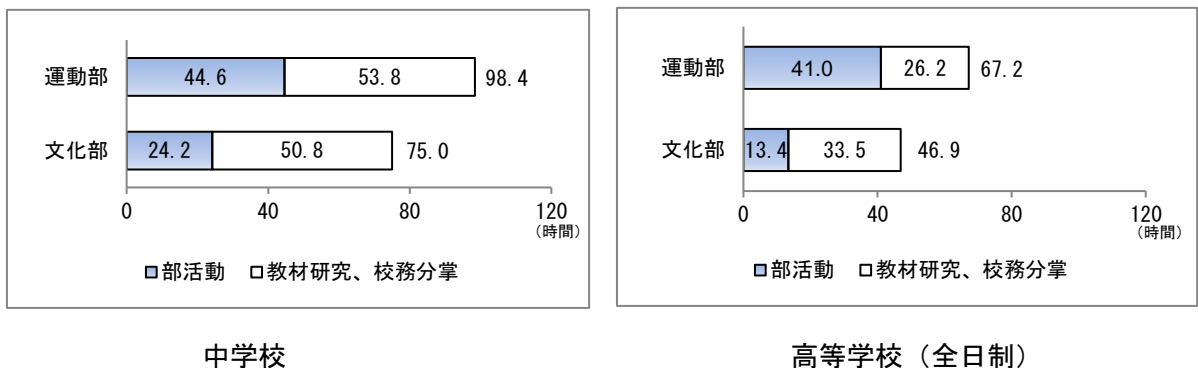 運動部 44.6 53.8 98.4
文化部 24.2 50.8 75.0
0 40 80 120
（時間）
■部活動 □教材研究、校務分掌
中学校
運動部 41.0 26.2 67.2
文化部 13.4 33.5 46.9
0 40 80 120
（時間）
■部活動 □教材研究、校務分掌
高等学校（全日制）